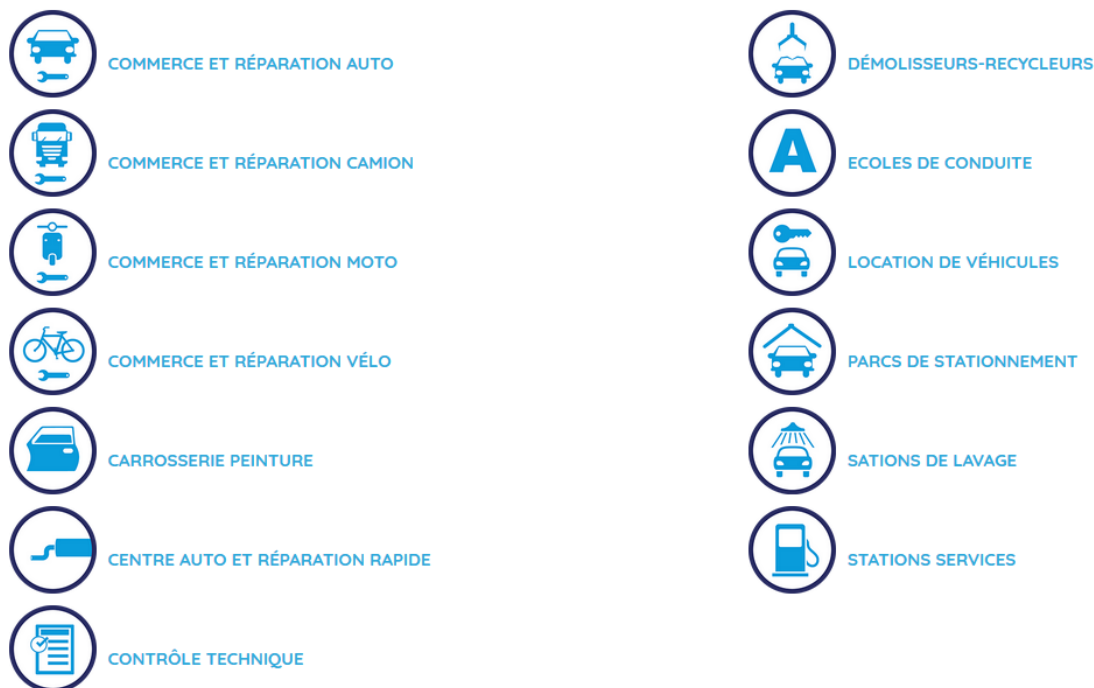 COMMERCE ET RÉPARATION AUTO
COMMERCE ET RÉPARATION CAMION
COMMERCE ET RÉPARATION MOTO
COMMERCE ET RÉPARATION VÉLO
CARROSSERIE PEINTURE
CENTRE AUTO ET RÉPARATION RAPIDE
CONTRÔLE TECHNIQUE
DÉMOLISSEURS-RECYCLEURS
A
ECOLES DE CONDUITE
LOCATION DE VÉHICULES
PARCS DE STATIONNEMENT
SATIONS DE LAVAGE
STATIONS SERVICES